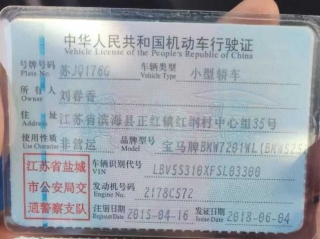 中华人民共和国机动车行驶证
Vehicle License of the People's Republic of China
号牌号码 苏JQ176G 车辆类型 小型轿车
Plate No. Vehicle Type
所有人 刘春香
Owner
住址 江苏省滨海县正红镇红钢村中心组35号
Address
使用性质 非营运 品牌型号 宝马牌BMW7201WL(BMW525
Use Character Model
江苏省盐城
市公安局交
通警察支队
车辆识别代号 LBV5S310XFSL03300
VIN
发动机号码 2178C572
Engine No.
注册日期 2015-04-16 发证日期 2018-06-04
Register Date Issue Date